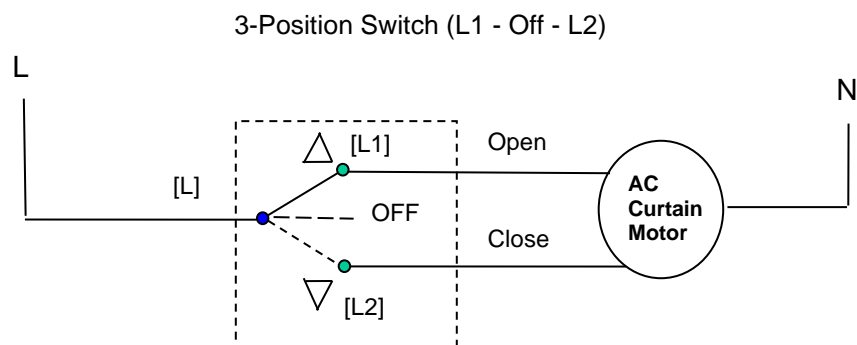 3-Position Switch (L1 - Off - L2)
L
N
[L1]
Open
[L]
AC
Curtain
Motor
OFF
Close
[L2]